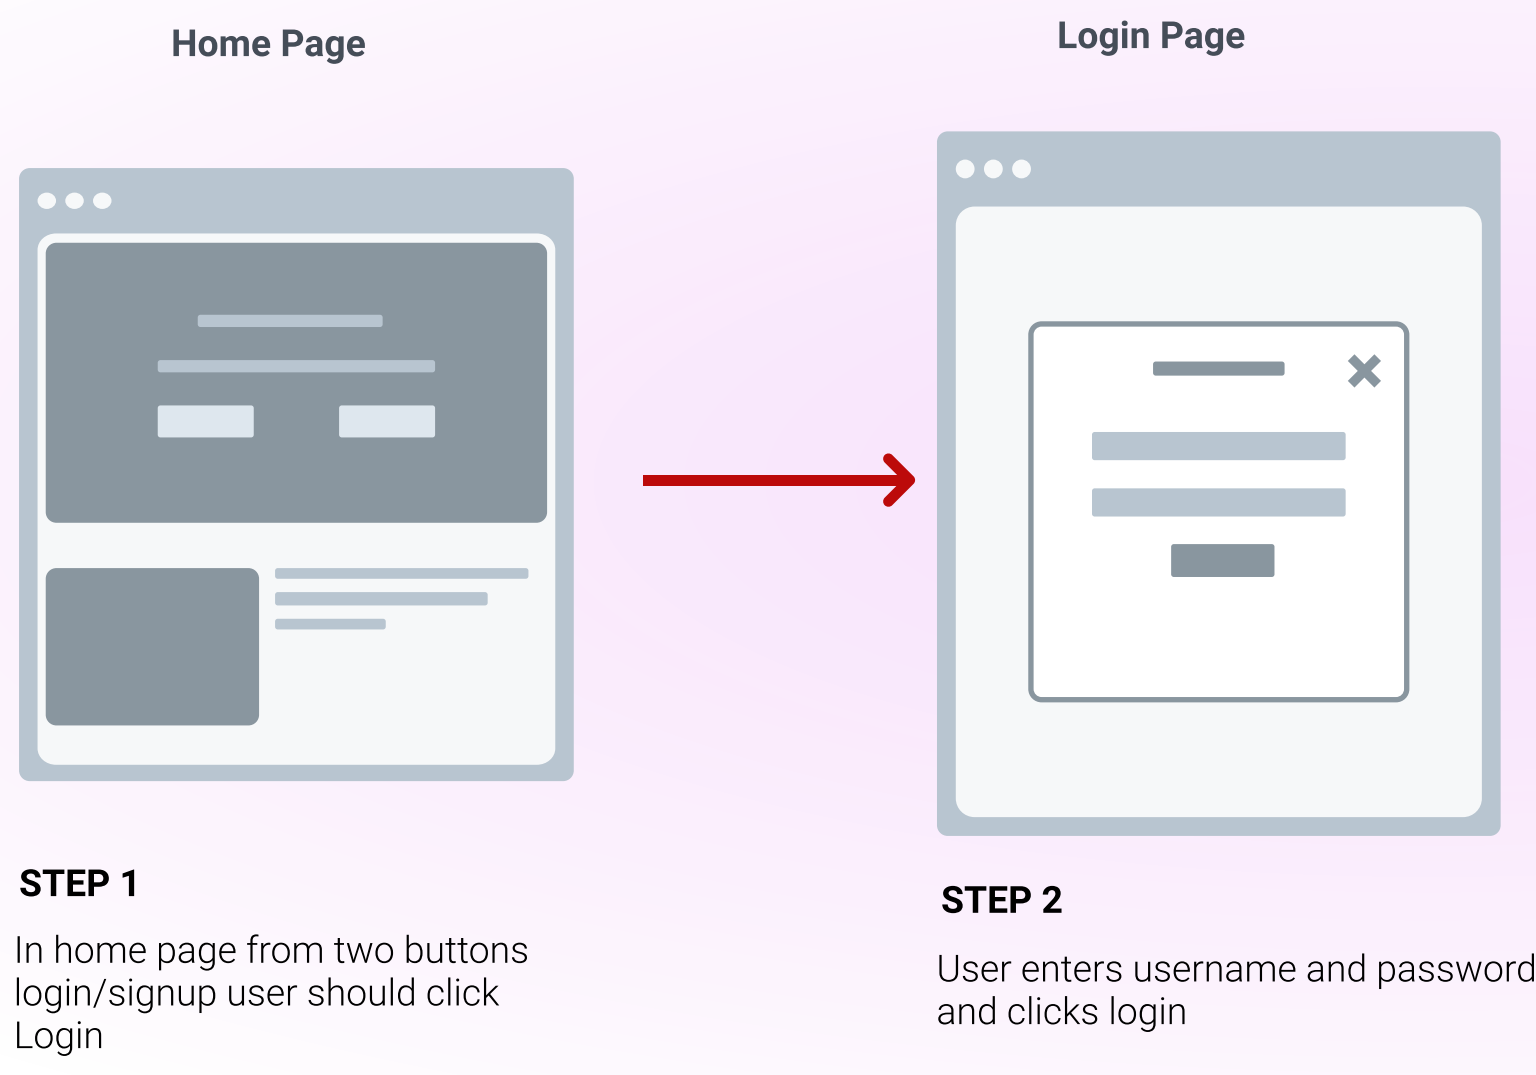 Home Page
Login Page
STEP 1
In home page from two buttons
login/signup user should click
Login
STEP 2
User enters username and password
and clicks login